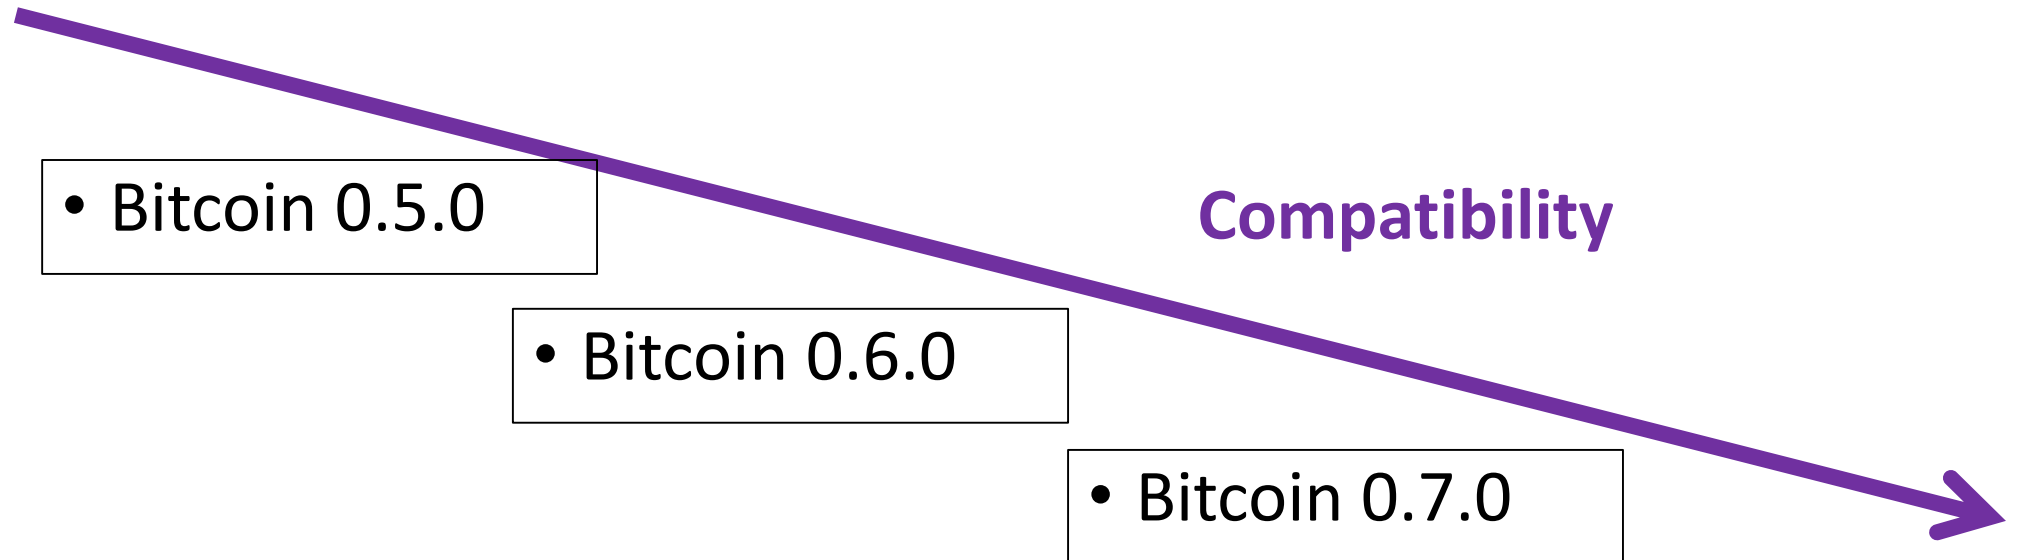 • Bitcoin 0.5.0
Compatibility
• Bitcoin 0.6.0
• Bitcoin 0.7.0